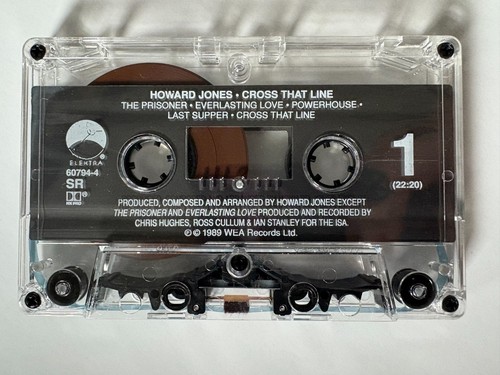 HOWARD JONES • CROSS THAT LINE
THE PRISONER • EVERLASTING LOVE • POWERHOUSE •
LAST SUPPER • CROSS THAT LINE
ELEKTRA
60794-4
SR
1
(22:20)
PRODUCED, COMPOSED AND ARRANGED BY HOWARD JONES EXCEPT
THE PRISONER AND EVERLASTING LOVE PRODUCED AND RECORDED BY
CHRIS HUGHES, ROSS CULLUM & IAN STANLEY FOR THE ISA.
℗ © 1989 WEA Records Ltd.